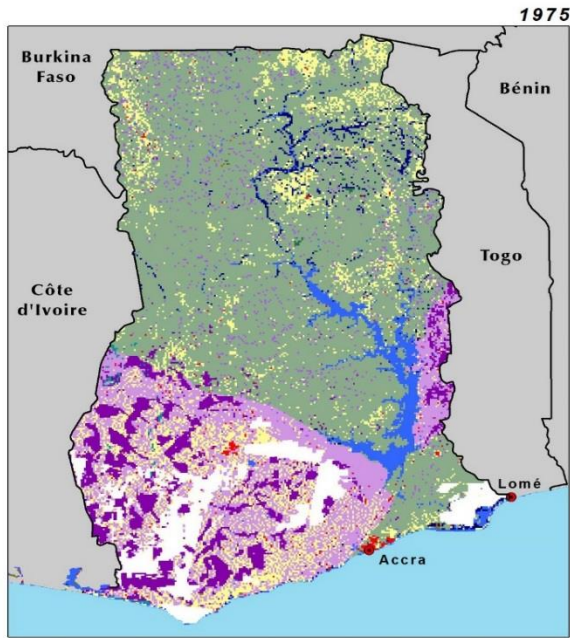 1975
Burkina
Faso
Bénin
Togo
Côte
d'Ivoire
Lomé
Accra